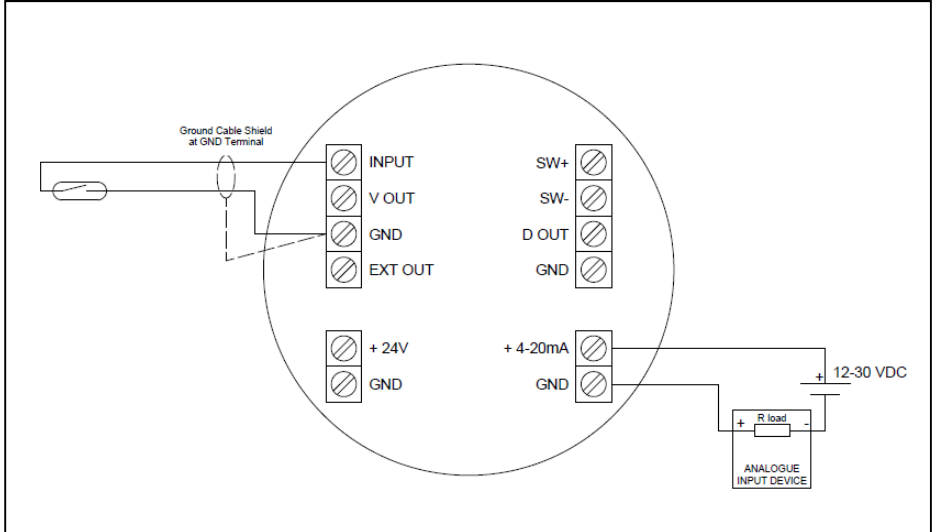 Ground Cable Shield
at GND Terminal
INPUT
V OUT
GND
EXT OUT
+ 24V
GND
SW+
SW-
D OUT
GND
+ 4-20mA
GND
+ 12-30 VDC
+ R load -
ANALOGUE
INPUT DEVICE